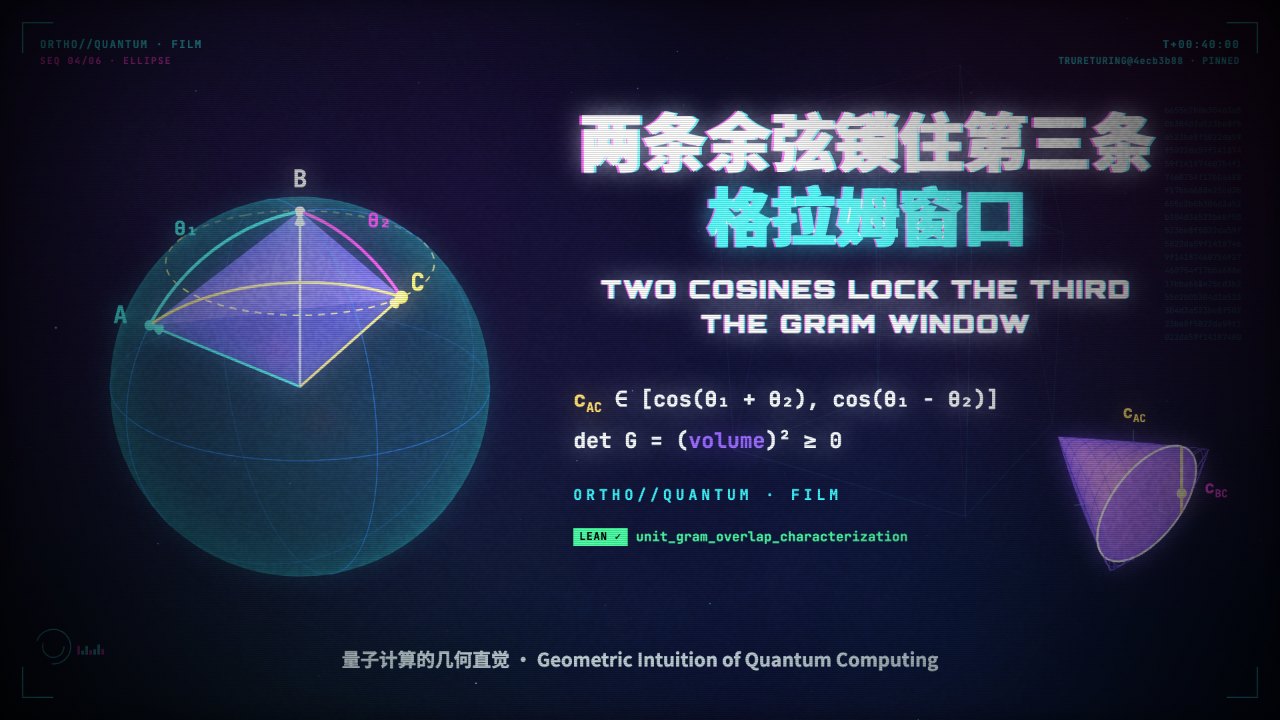 ORTHO//QUANTUM · FILM
SEQ 04/06 · ELLIPSE
T+00:40:00
TRURETURING@4ecb3b88 · PINNED
两条余弦锁住第三条
格拉姆窗口
TWO COSINES LOCK THE THIRD
THE GRAM WINDOW
B
θ₁
θ₂
C
A
c_AC ∈ [cos(θ₁ + θ₂), cos(θ₁ - θ₂)]
det G = (volume)² ≥ 0
c_AC
c_BC
ORTHO//QUANTUM · FILM
LEAN ✓ unit_gram_overlap_characterization
量子计算的几何直觉 · Geometric Intuition of Quantum Computing